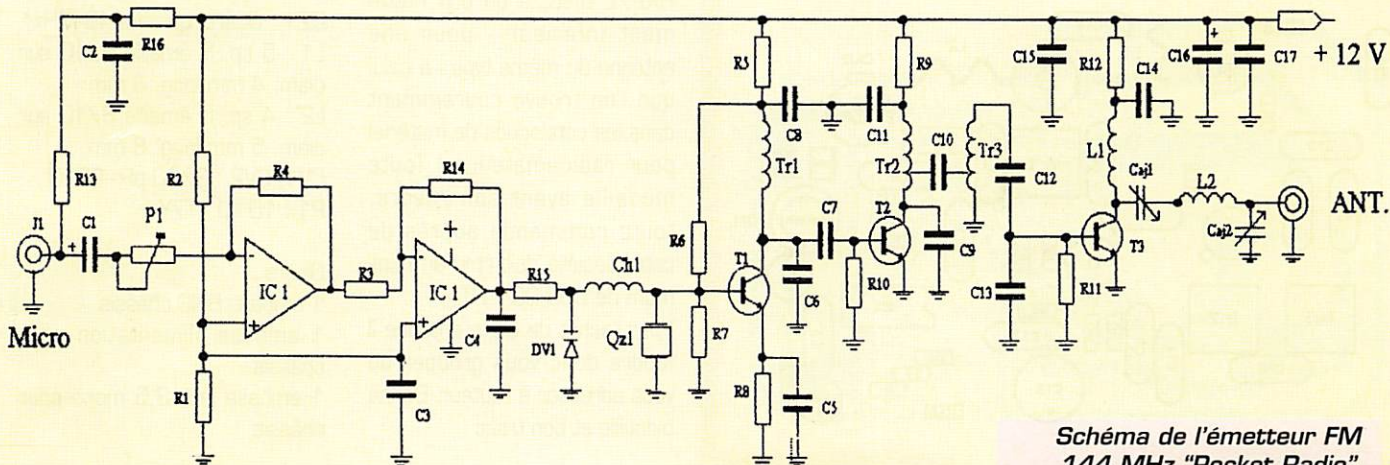 C2
R16
R5
R9
C15
R12
C14
C16
+
C17
+ 12 V
C8
C11
R13
R2
R4
R14
Tr1
Tr2
C10
Tr3
L1
C12
Caj1
L2
ANT.
J1
+
C1
P1
R6
C7
T2
C9
T3
Caj2
-
IC 1
+
R3
-
+
IC 1
+
R15
Ch1
T1
C6
R10
C13
R11
Micro
C4
DV1
Qz1
R7
R1
C3
R8
C5
Schéma de l'émetteur FM
144 MHz "Pocket Radio"